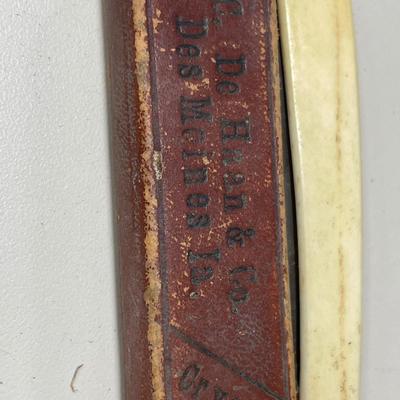 C. De Haan & Co.
Des Moines Ia.